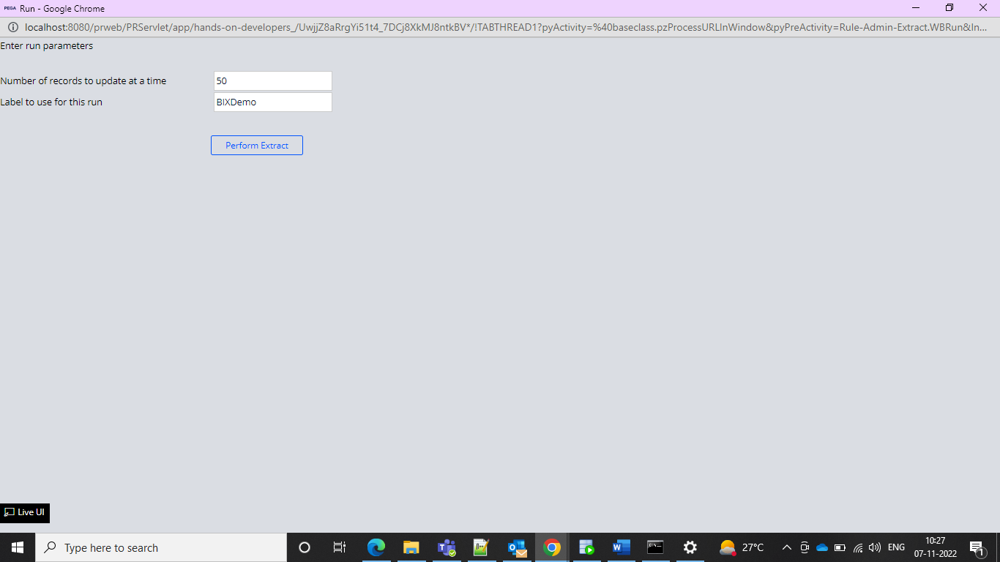 PEGA Run - Google Chrome
localhost:8080/prweb/PRServlet/app/hands-on-developers_/UwjjZ8aRrgYi51t4_7DCj8XkMJ8ntkBV*/!TABTHREAD1?pyActivity=%40baseclass.pzProcessURLInWindow&pyPreActivity=Rule-Admin-Extract.WBRun&In...
Enter run parameters
Number of records to update at a time 50
Label to use for this run BIXDemo
Perform Extract
Live UI
Type here to search
27°C
ENG
10:27
07-11-2022
1